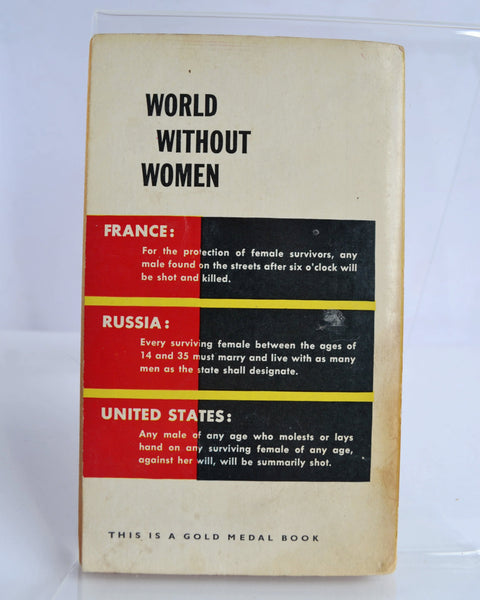 WORLD
WITHOUT
WOMEN
FRANCE:
For the protection of female survivors, any
male found on the streets after six o'clock will
be shot and killed.
RUSSIA:
Every surviving female between the ages of
14 and 35 must marry and live with as many
men as the state shall designate.
UNITED STATES:
Any male of any age who molests or lays
hand on any surviving female of any age,
against her will, will be summarily shot.
THIS IS A GOLD MEDAL BOOK